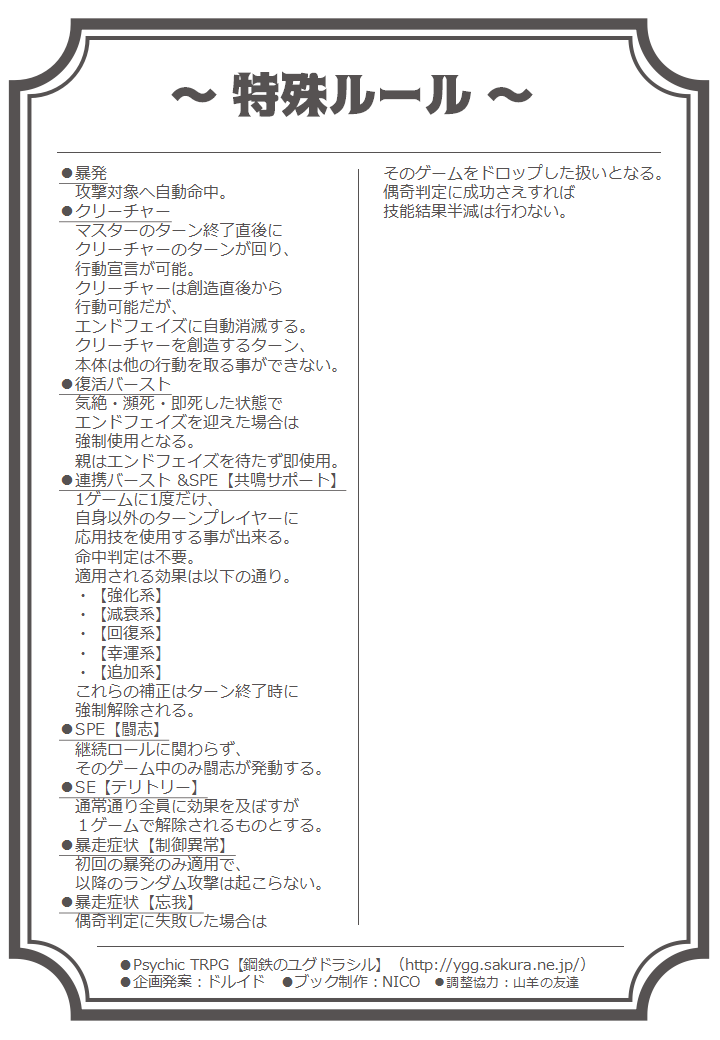 ～ 特殊ルール ～
●暴発
攻撃対象へ自動命中。
●クリーチャー
マスターのターン終了直後に
クリーチャーのターンが回り、
行動宣言が可能。
クリーチャーは創造直後から
行動可能だが、
エンドフェイズに自動消滅する。
クリーチャーを創造するターン、
本体は他の行動を取る事ができない。
●復活バースト
気絶・瀕死・即死した状態で
エンドフェイズを迎えた場合は
強制使用となる。
親はエンドフェイズを待たず即使用。
●連携バースト &SPE【共鳴サポート】
1ゲームに1度だけ、
自身以外のターンプレイヤーに
応用技を使用する事が出来る。
命中判定は不要。
適用される効果は以下の通り。
・【強化系】
・【減衰系】
・【回復系】
・【幸運系】
・【追加系】
これらの補正はターン終了時に
強制解除される。
●SPE【闘志】
継続ロールに関わらず、
そのゲーム中のみ闘志が発動する。
●SE【テリトリー】
通常通り全員に効果を及ぼすが
１ゲームで解除されるものとする。
●暴走症状【制御異常】
初回の暴発のみ適用で、
以降のランダム攻撃は起こらない。
●暴走症状【忘我】
偶奇判定に失敗した場合は
そのゲームをドロップした扱いとなる。
偶奇判定に成功さえすれば
技能結果半減は行わない。
●Psychic TRPG【鋼鉄のユグドラシル】（http://ygg.sakura.ne.jp/）
●企画発案：ドルイド　●ブック制作：NICO　●調整協力：山羊の友達